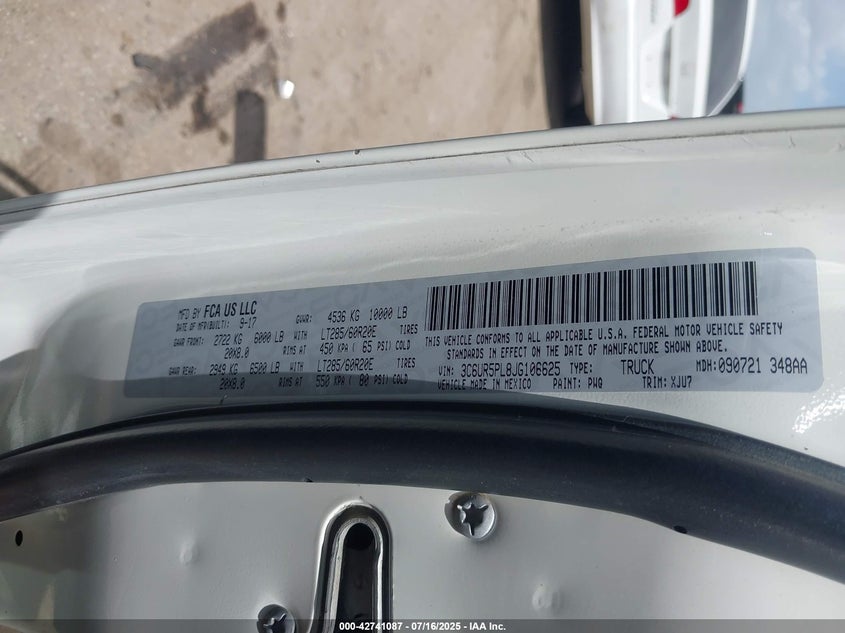 MFD BY FCA US LLC
DATE OF MFR(BUILT): 9-17 GVWR: 4536 KG 10000 LB
GAWR FRONT: 2722 KG 6000 LB WITH LT285/60R20E TIRES
20X8.0 RIMS AT 450 KPA ( 65 PSI) COLD
GAWR REAR: 2949 KG 6500 LB WITH LT285/60R20E TIRES
20X8.0 RIMS AT 550 KPA ( 80 PSI) COLD
THIS VEHICLE CONFORMS TO ALL APPLICABLE U.S.A. FEDERAL MOTOR VEHICLE SAFETY
STANDARDS IN EFFECT ON THE DATE OF MANUFACTURE SHOWN ABOVE.
VIN: 3C6UR5PL8JG106625 TYPE: TRUCK MDH: 090721 348AA
VEHICLE MADE IN MEXICO PAINT: PWQ TRIM: XJU7
000-42741087 - 07/16/2025 - IAA Inc.